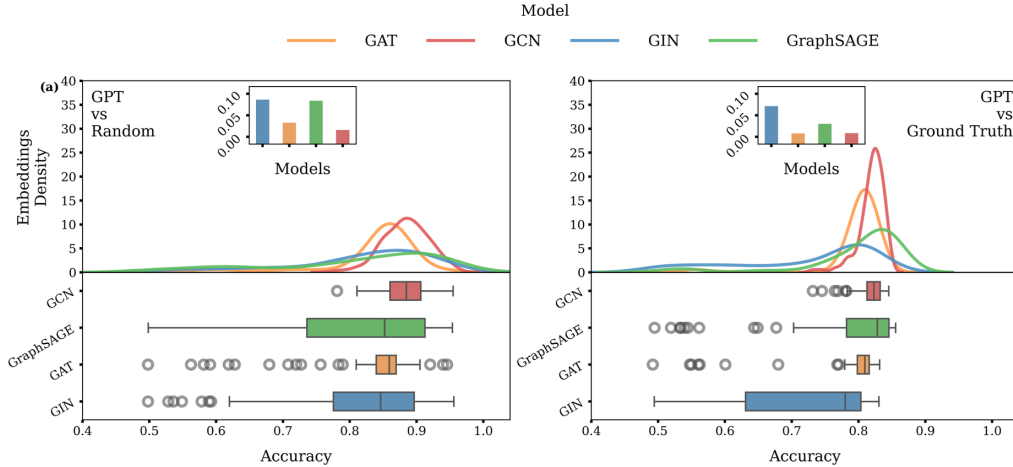 Model
GAT GCN GIN GraphSAGE
(a)
40
35
30
25
20
15
10
5
0
Embeddings
Density
GPT
vs
Random
0.10
0.05
0.00
Models
GCN
GraphSAGE
GAT
GIN
0.4 0.5 0.6 0.7 0.8 0.9 1.0
Accuracy
40
35
30
25
20
15
10
5
0
0.10
0.05
0.00
Models
GPT
vs
Ground Truth
GCN
GraphSAGE
GAT
GIN
0.4 0.5 0.6 0.7 0.8 0.9 1.0
Accuracy